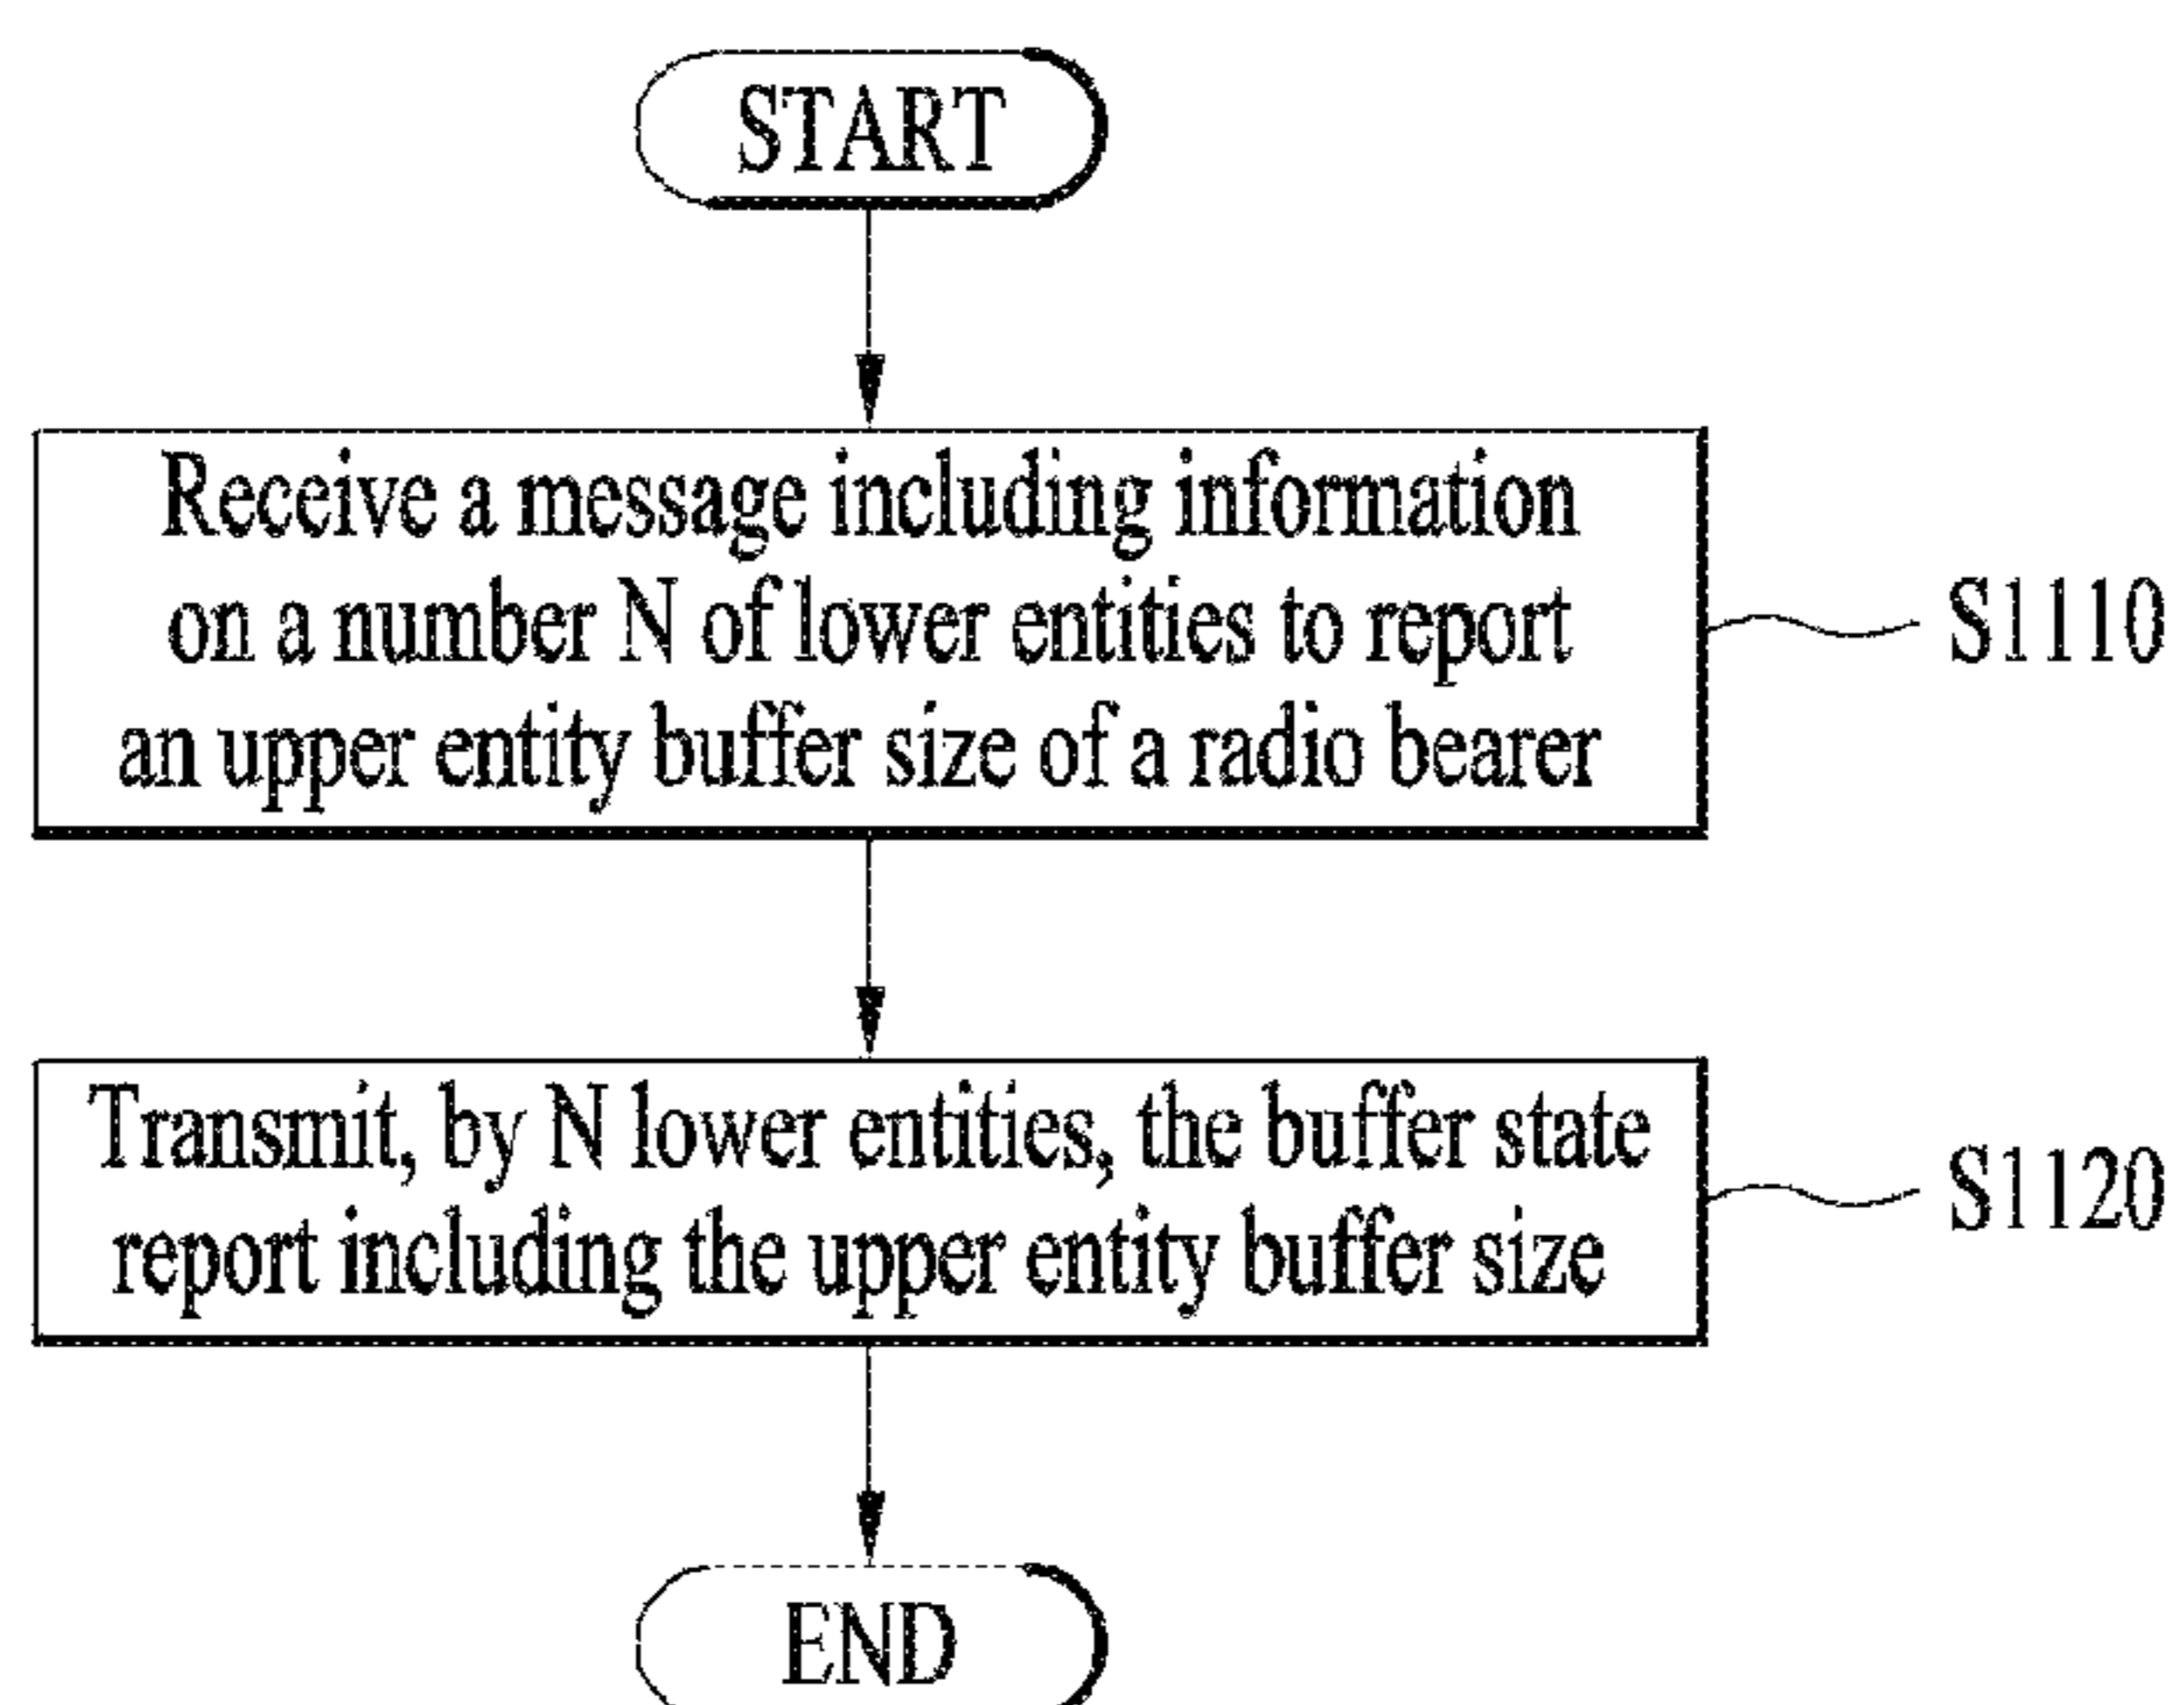 START
Receive a message including information
on a number N of lower entities to report
an upper entity buffer size of a radio bearer
S1110
Transmit, by N lower entities, the buffer state
report including the upper entity buffer size
S1120
END